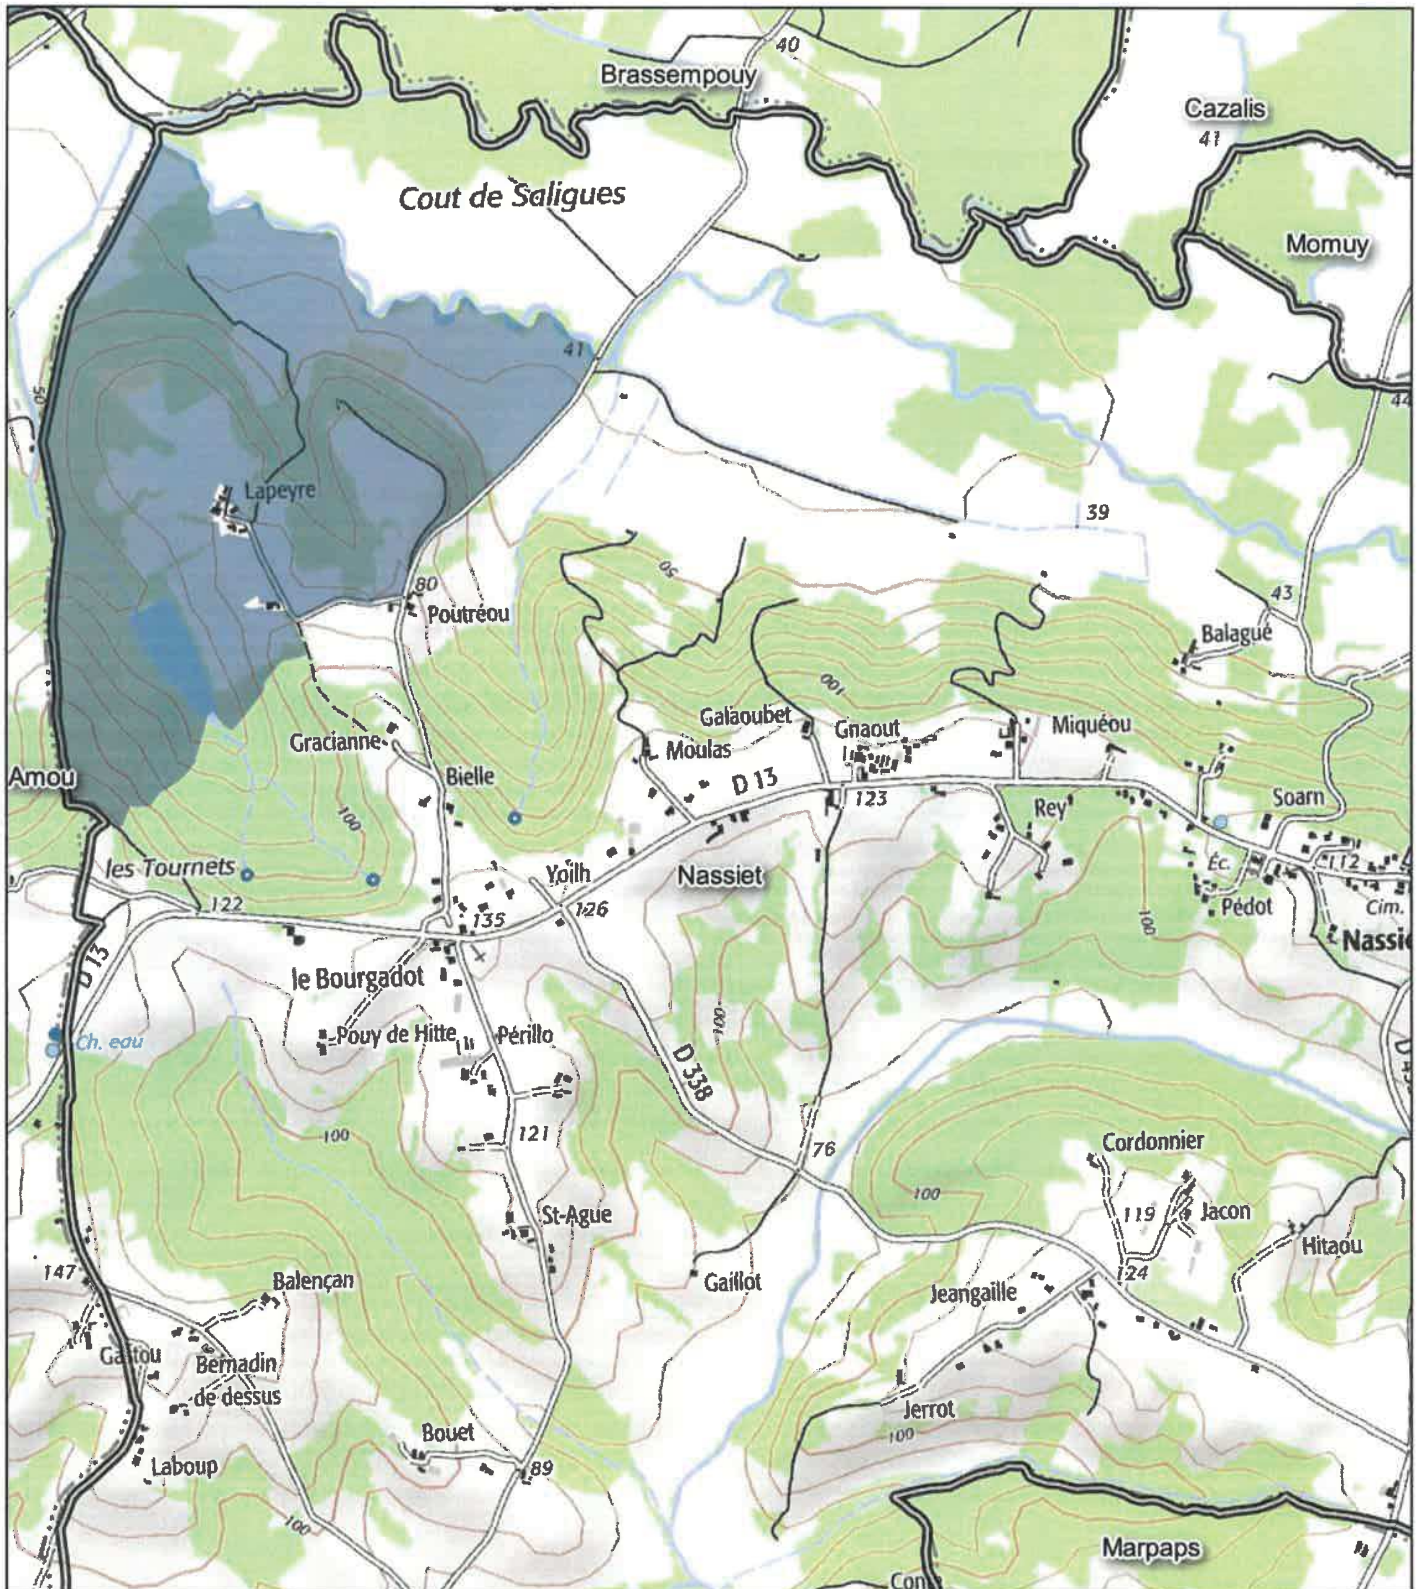 40
Brassempouy
Cazalis
41
Cout de Saligues
Momuy
41
50
44
Lapeyre
39
50
80
Poutréou
43
Balagué
100
Galaoubet
Gnaout
Miquéou
Gracianne
Moulas
Bielle
D 13
Amou
123
Rey
Soarn
100
les Tournets
Yoilh
Nassiet
Éc.
112
122
135
126
Pédot
Cim.
100
D 13
le Bourgadot
Nassie
100
Ch. eau
Pouy de Hitte
Périllo
D 338
100
121
76
Cordonnier
100
119
Jacon
St-Ague
Hitaou
147
Balençan
Gaillot
124
Jeangaille
Gastou
Bernadin
de dessus
Jerrot
Bouet
100
Laboup
89
100
Marpaps